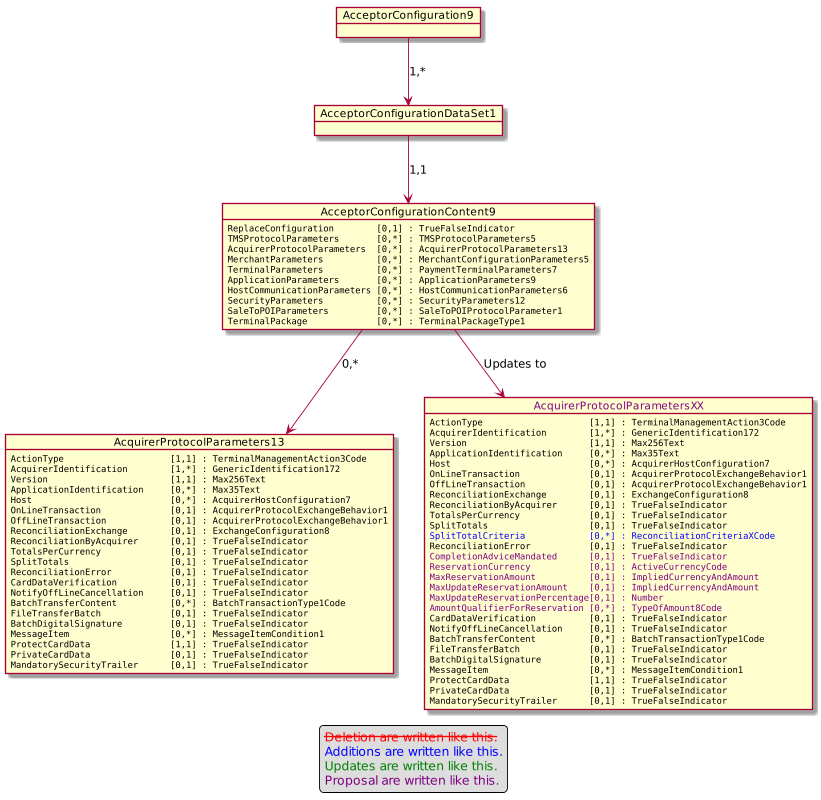 AcceptorConfiguration9
1,*
AcceptorConfigurationDataSet1
1,1
AcceptorConfigurationContent9
ReplaceConfiguration [0,1] : TrueFalseIndicator
TMSProtocolParameters [0,*] : TMSProtocolParameters5
AcquirerProtocolParameters [0,*] : AcquirerProtocolParameters13
MerchantParameters [0,*] : MerchantConfigurationParameters5
TerminalParameters [0,*] : PaymentTerminalParameters7
ApplicationParameters [0,*] : ApplicationParameters9
HostCommunicationParameters [0,*] : HostCommunicationParameters6
SecurityParameters [0,*] : SecurityParameters12
SaleToPOIParameters [0,*] : SaleToPOIProtocolParameter1
TerminalPackage [0,*] : TerminalPackageType1
0,*
Updates to
AcquirerProtocolParameters13
ActionType [1,1] : TerminalManagementAction3Code
AcquirerIdentification [1,*] : GenericIdentification172
Version [1,1] : Max256Text
ApplicationIdentification [0,*] : Max35Text
Host [0,*] : AcquirerHostConfiguration7
OnLineTransaction [0,1] : AcquirerProtocolExchangeBehavior1
OffLineTransaction [0,1] : AcquirerProtocolExchangeBehavior1
ReconciliationExchange [0,1] : ExchangeConfiguration8
ReconciliationByAcquirer [0,1] : TrueFalseIndicator
TotalsPerCurrency [0,1] : TrueFalseIndicator
SplitTotals [0,1] : TrueFalseIndicator
ReconciliationError [0,1] : TrueFalseIndicator
CardDataVerification [0,1] : TrueFalseIndicator
NotifyOffLineCancellation [0,1] : TrueFalseIndicator
BatchTransferContent [0,*] : BatchTransactionType1Code
FileTransferBatch [0,1] : TrueFalseIndicator
BatchDigitalSignature [0,1] : TrueFalseIndicator
MessageItem [0,*] : MessageItemCondition1
ProtectCardData [1,1] : TrueFalseIndicator
PrivateCardData [0,1] : TrueFalseIndicator
MandatorySecurityTrailer [0,1] : TrueFalseIndicator
AcquirerProtocolParametersXX
ActionType [1,1] : TerminalManagementAction3Code
AcquirerIdentification [1,*] : GenericIdentification172
Version [1,1] : Max256Text
ApplicationIdentification [0,*] : Max35Text
Host [0,*] : AcquirerHostConfiguration7
OnLineTransaction [0,1] : AcquirerProtocolExchangeBehavior1
OffLineTransaction [0,1] : AcquirerProtocolExchangeBehavior1
ReconciliationExchange [0,1] : ExchangeConfiguration8
ReconciliationByAcquirer [0,1] : TrueFalseIndicator
TotalsPerCurrency [0,1] : TrueFalseIndicator
SplitTotals [0,1] : TrueFalseIndicator
SplitTotalCriteria [0,*] : ReconciliationCriteriaXCode
ReconciliationError [0,1] : TrueFalseIndicator
CompletionAdviceMandated [0,1] : TrueFalseIndicator
ReservationCurrency [0,1] : ActiveCurrencyCode
MaxReservationAmount [0,1] : ImpliedCurrencyAndAmount
MaxUpdateReservationAmount [0,1] : ImpliedCurrencyAndAmount
MaxUpdateReservationPercentage[0,1] : Number
AmountQualifierForReservation [0,*] : TypeOfAmount8Code
CardDataVerification [0,1] : TrueFalseIndicator
NotifyOffLineCancellation [0,1] : TrueFalseIndicator
BatchTransferContent [0,*] : BatchTransactionType1Code
FileTransferBatch [0,1] : TrueFalseIndicator
BatchDigitalSignature [0,1] : TrueFalseIndicator
MessageItem [0,*] : MessageItemCondition1
ProtectCardData [1,1] : TrueFalseIndicator
PrivateCardData [0,1] : TrueFalseIndicator
MandatorySecurityTrailer [0,1] : TrueFalseIndicator
Deletion are written like this.
Additions are written like this.
Updates are written like this.
Proposal are written like this.